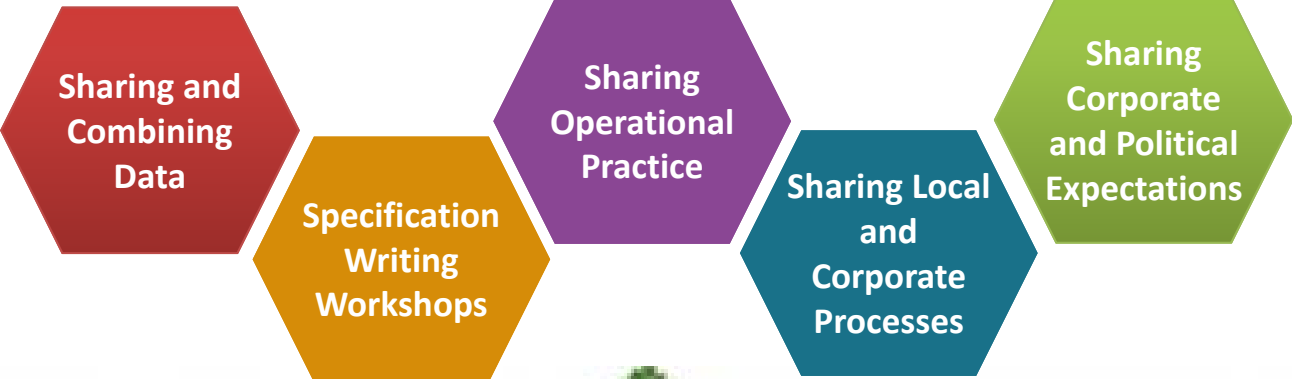 Sharing and
Combining
Data
Specification
Writing
Workshops
Sharing
Operational
Practice
Sharing Local
and
Corporate
Processes
Sharing
Corporate
and Political
Expectations